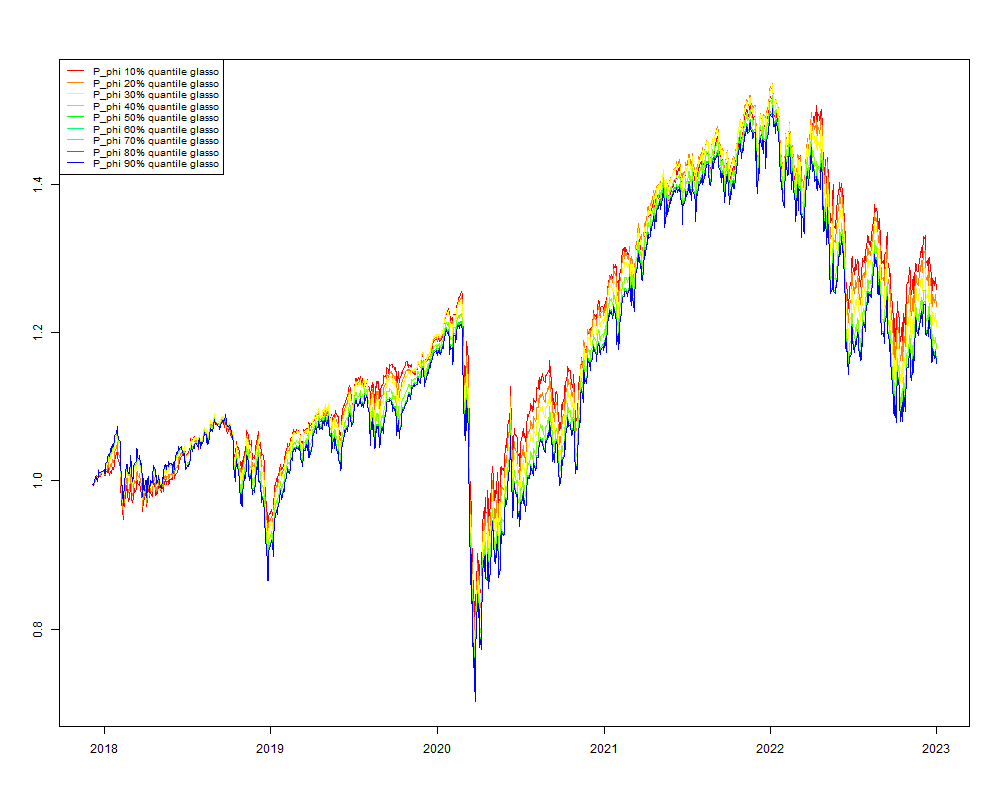 P_phi 10% quantile glasso
P_phi 20% quantile glasso
P_phi 30% quantile glasso
P_phi 40% quantile glasso
P_phi 50% quantile glasso
P_phi 60% quantile glasso
P_phi 70% quantile glasso
P_phi 80% quantile glasso
P_phi 90% quantile glasso
1.4
1.2
1.0
0.8
2018 2019 2020 2021 2022 2023